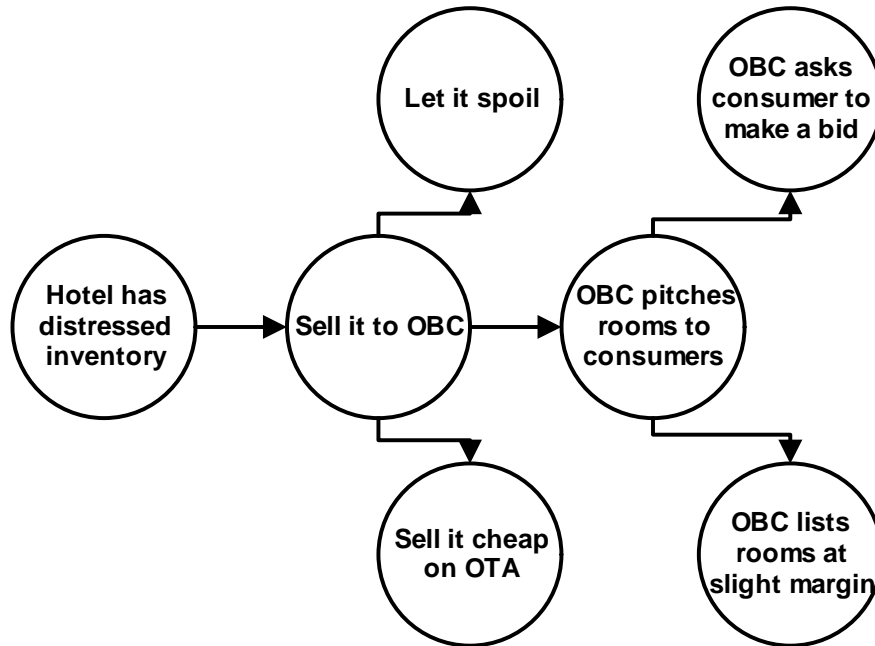 Let it spoil
OBC asks
consumer to
make a bid
Hotel has
distressed
inventory
Sell it to OBC
OBC pitches
rooms to
consumers
Sell it cheap
on OTA
OBC lists
rooms at
slight margin